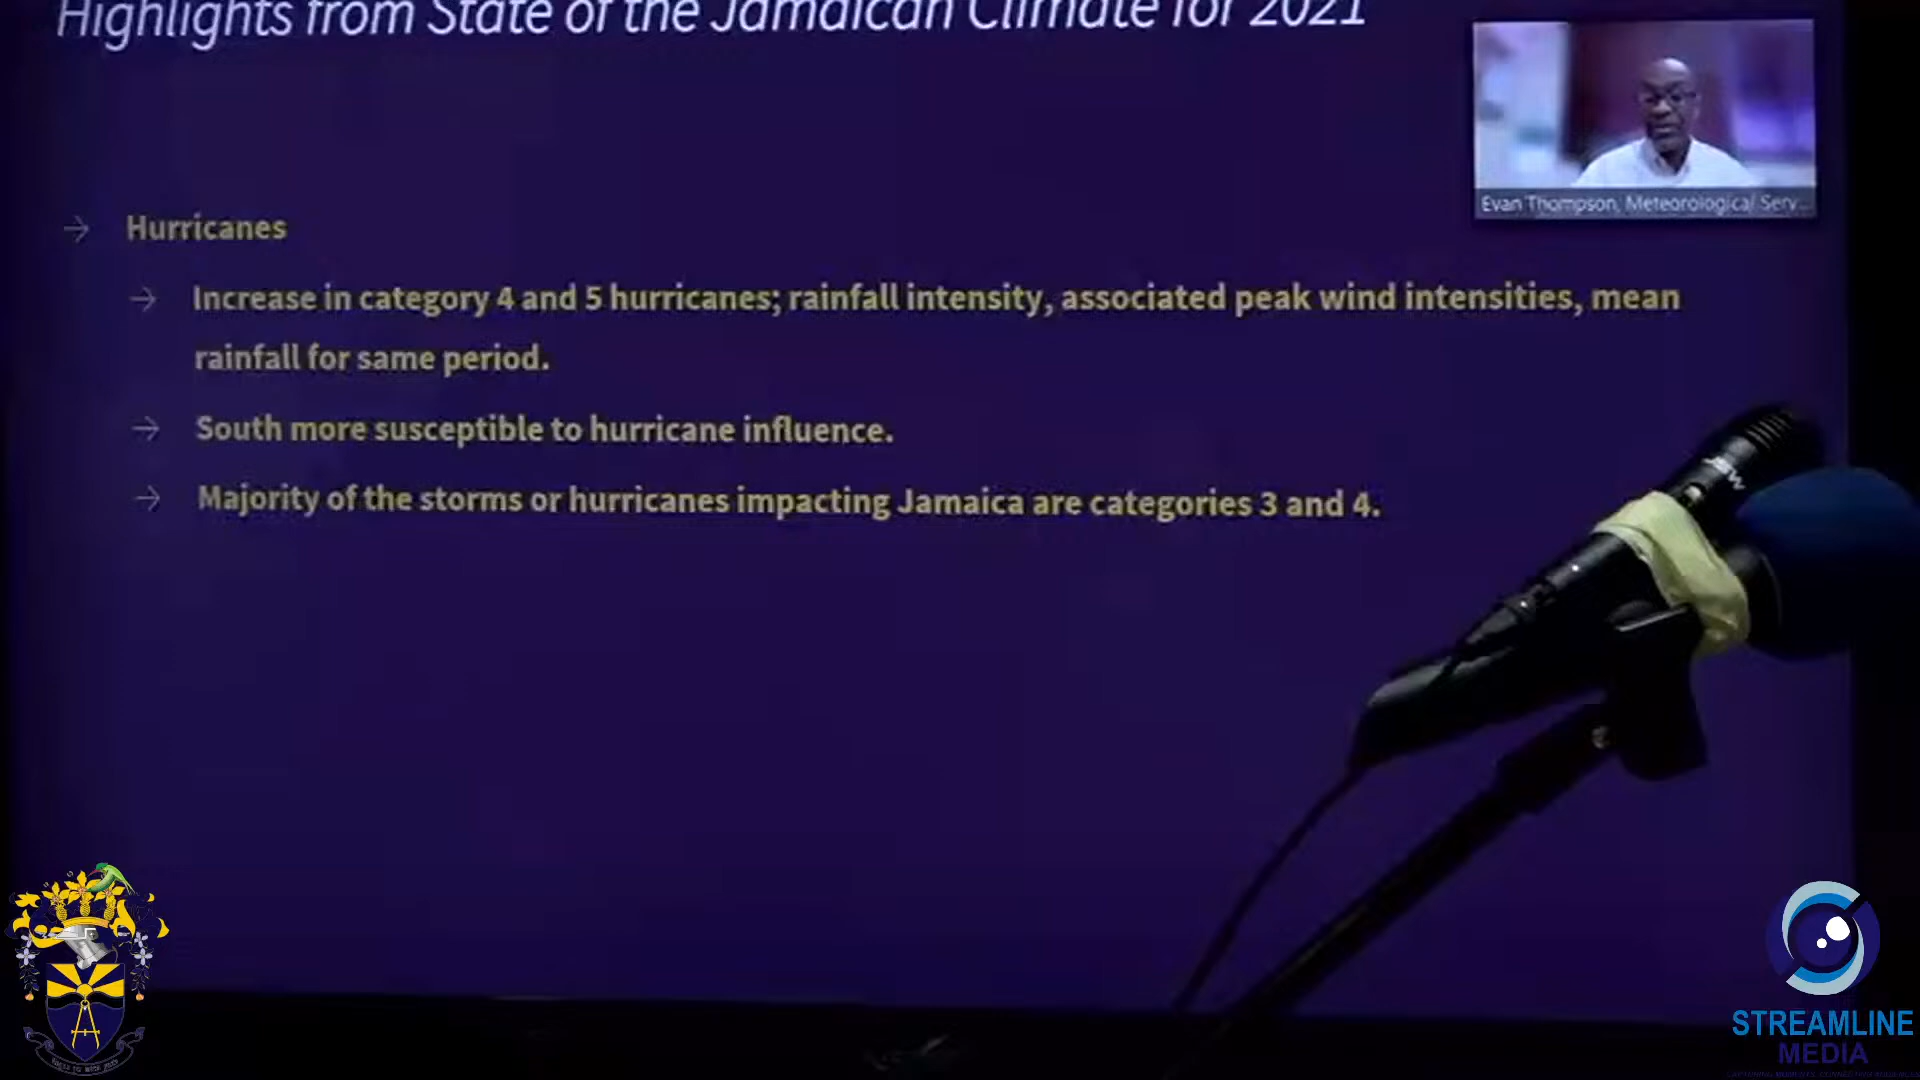 Highlights from State of the Jamaican Climate for 2021
Evan Thompson, Meteorological Serv...
→ Hurricanes
→ Increase in category 4 and 5 hurricanes; rainfall intensity, associated peak wind intensities, mean
rainfall for same period.
→ South more susceptible to hurricane influence.
→ Majority of the storms or hurricanes impacting Jamaica are categories 3 and 4.
STREAMLINE
MEDIA